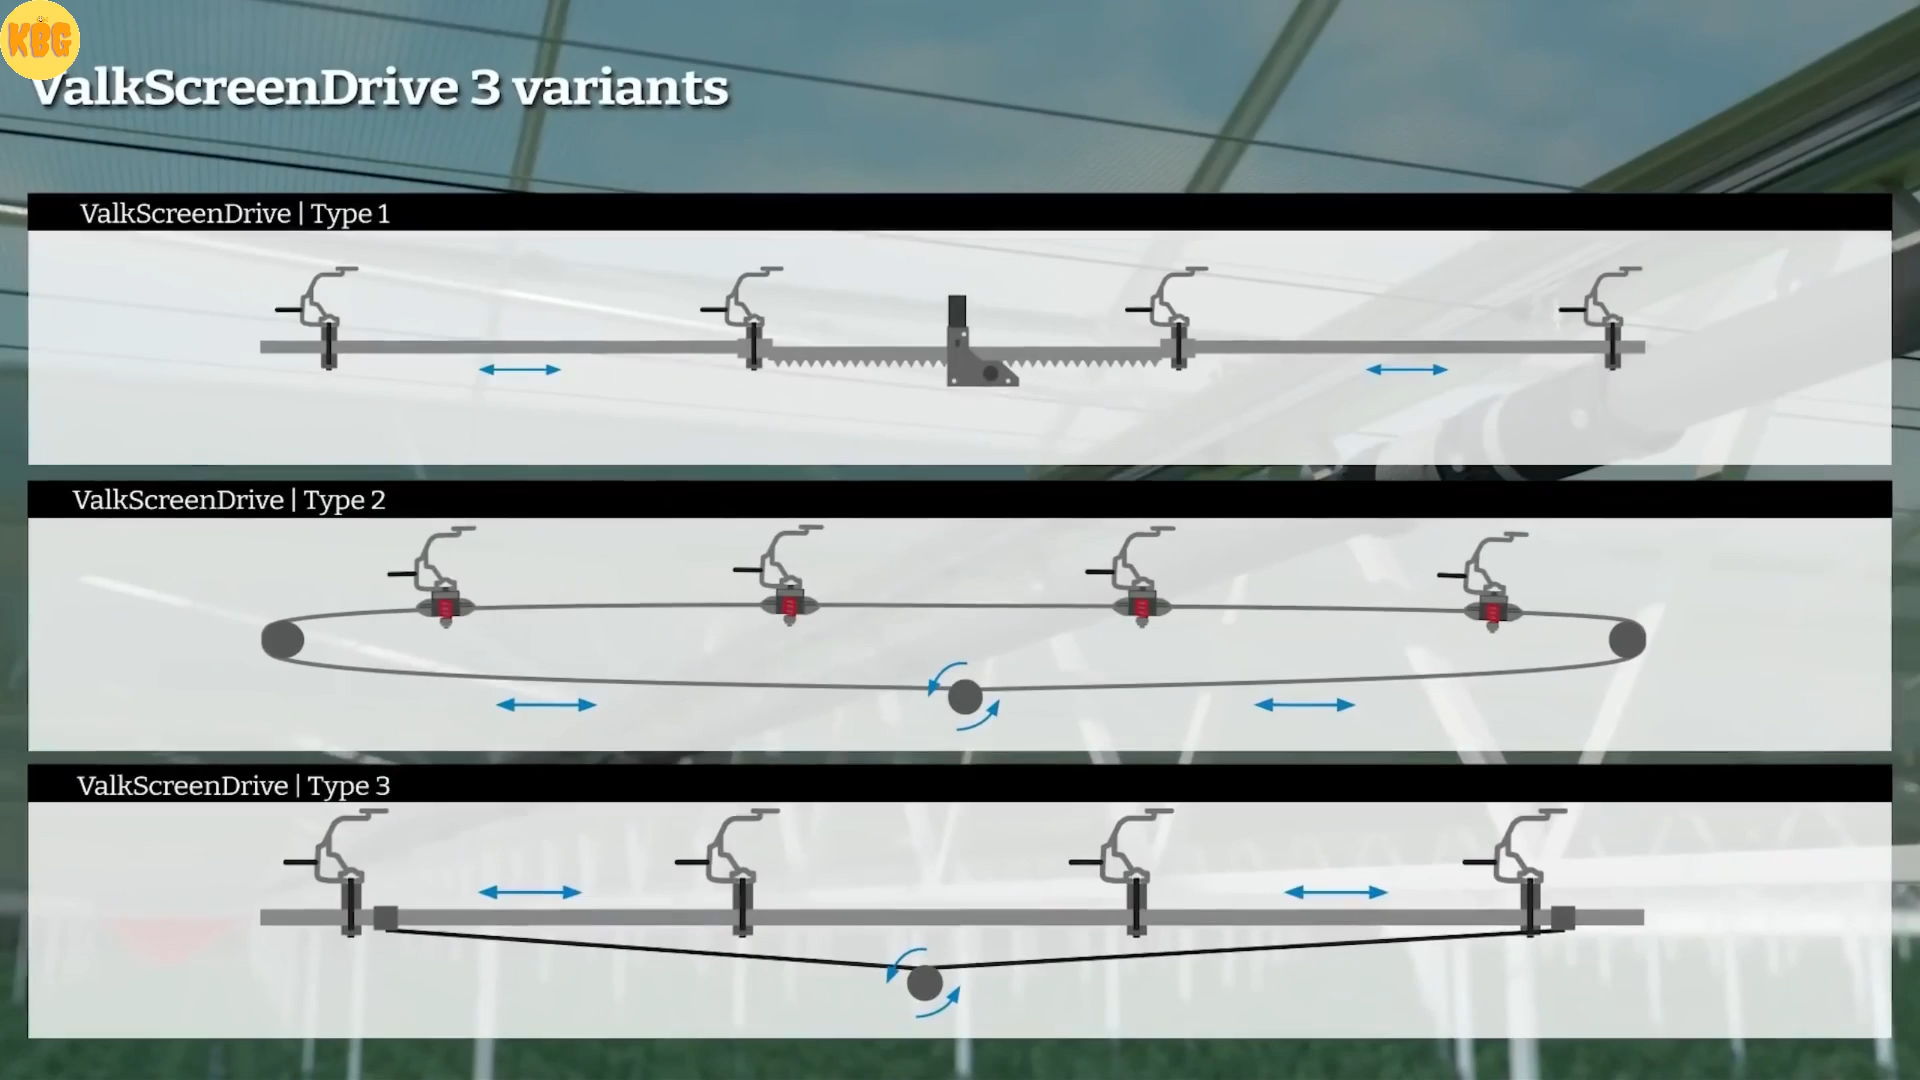 KBG
ValkScreenDrive 3 variants
ValkScreenDrive | Type 1
ValkScreenDrive | Type 2
ValkScreenDrive | Type 3